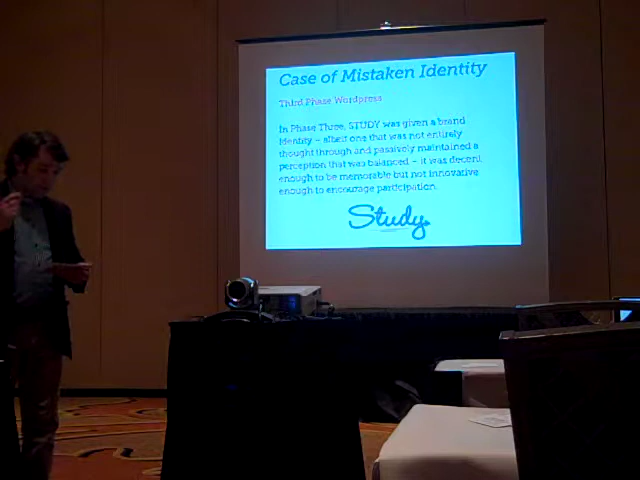 Case of Mistaken Identity
Third Phase Wordpress
In Phase Three, STUDY was given a brand
identity – albeit one that was not entirely
thought through and passively maintained a
perception that was balanced – it was decent
enough to be memorable but not innovative
enough to encourage participation.
Study